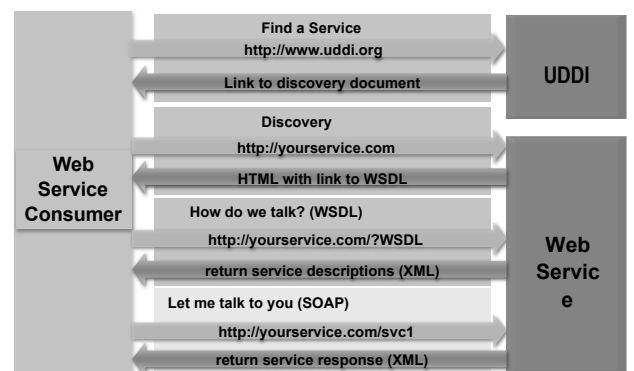 Find a Service
http://www.uddi.org
Link to discovery document
UDDI
Discovery
http://yourservice.com
HTML with link to WSDL
Web
Service
Consumer
How do we talk? (WSDL)
http://yourservice.com/?WSDL
return service descriptions (XML)
Web
Servic
e
Let me talk to you (SOAP)
http://yourservice.com/svc1
return service response (XML)